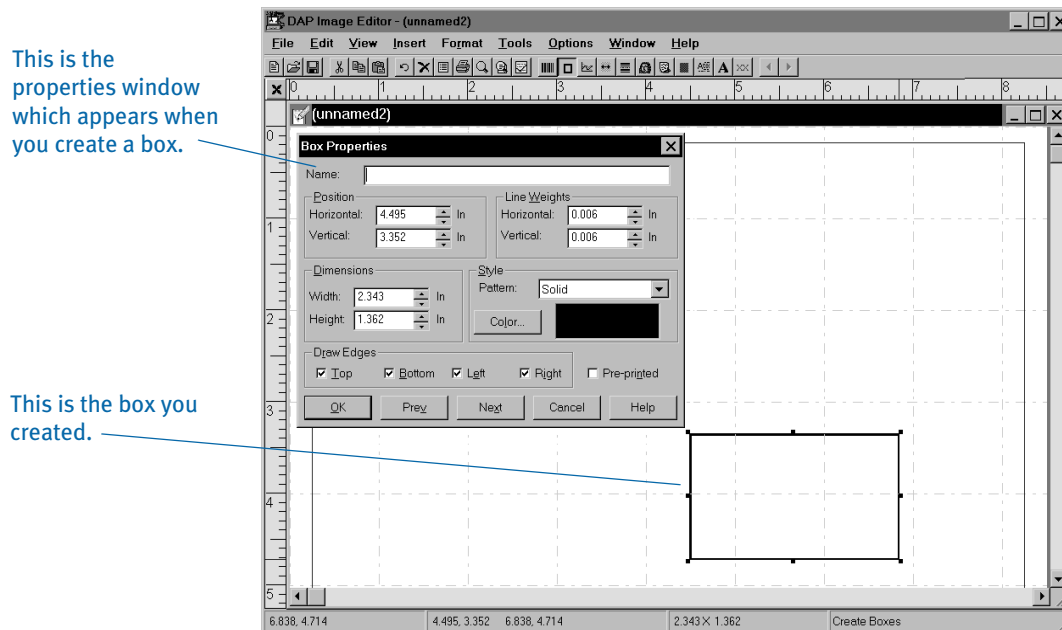 This is the
properties window
which appears when
you create a box.
This is the box you
created.
DAP Image Editor - (unnamed2)
File Edit View Insert Format Tools Options Window Help
0 1 2 3 4 5 6 7 8
(unnamed2)
0
1
2
3
4
5
Box Properties
Name:
Position
Horizontal: 4.495 In
Vertical: 3.352 In
Line Weights
Horizontal: 0.006 In
Vertical: 0.006 In
Dimensions
Width: 2.343 In
Height: 1.362 In
Style
Pattern: Solid
Color...
Draw Edges
Top Bottom Left Right Pre-printed
OK Prev Next Cancel Help
6.838, 4.714 4.495, 3.352 6.838, 4.714 2.343 × 1.362 Create Boxes